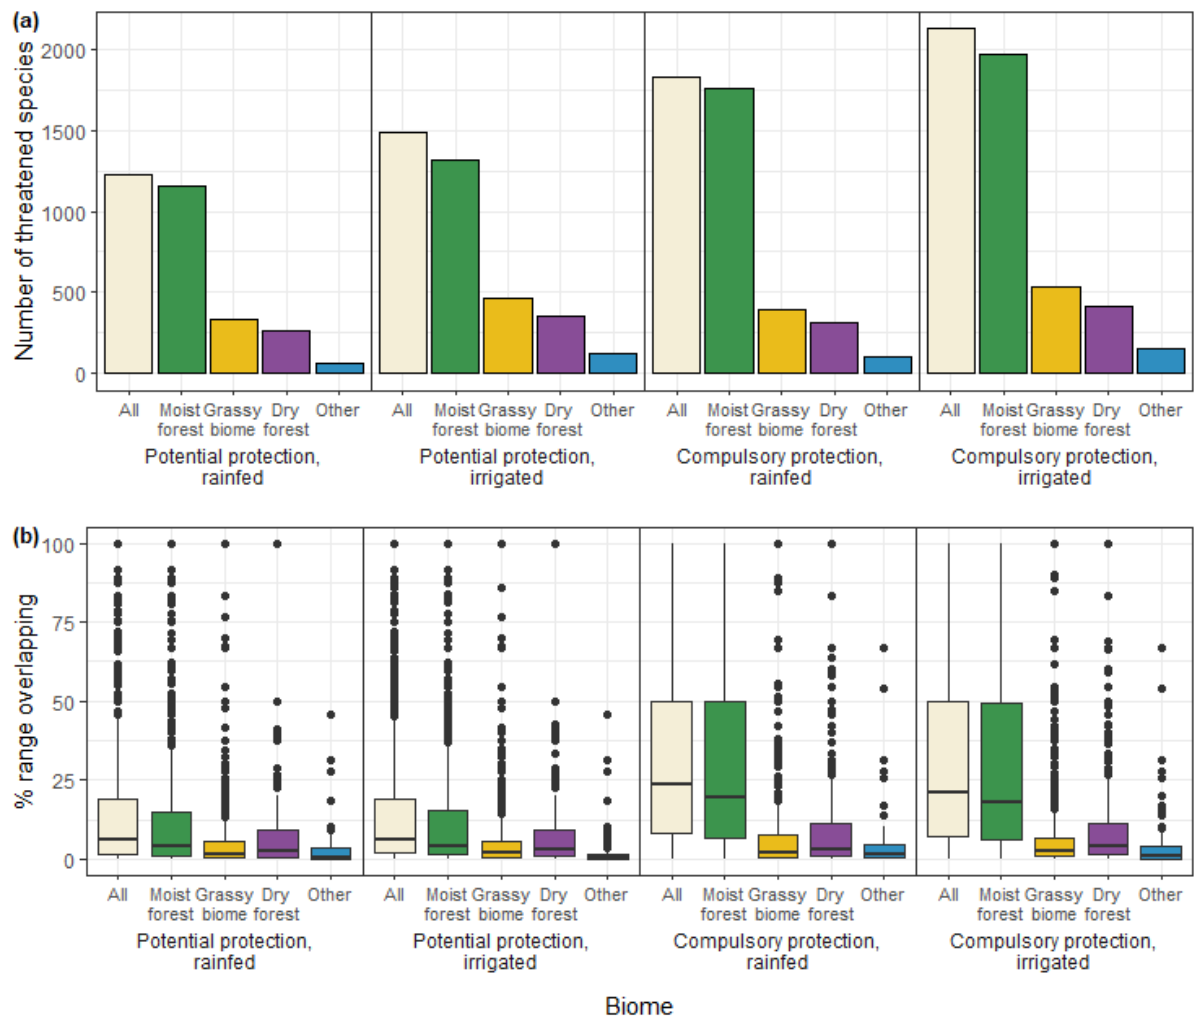 (a)
Number of threatened species
2000
1500
1000
500
0
All Moist Grassy Dry Other All Moist Grassy Dry Other All Moist Grassy Dry Other All Moist Grassy Dry Other
forest biome forest forest biome forest forest biome forest forest biome forest
Potential protection, Potential protection, Compulsory protection, Compulsory protection,
rainfed irrigated rainfed irrigated
(b)
% range overlapping
100
75
50
25
0
All Moist Grassy Dry Other All Moist Grassy Dry Other All Moist Grassy Dry Other All Moist Grassy Dry Other
forest biome forest forest biome forest forest biome forest forest biome forest
Potential protection, Potential protection, Compulsory protection, Compulsory protection,
rainfed irrigated rainfed irrigated
Biome